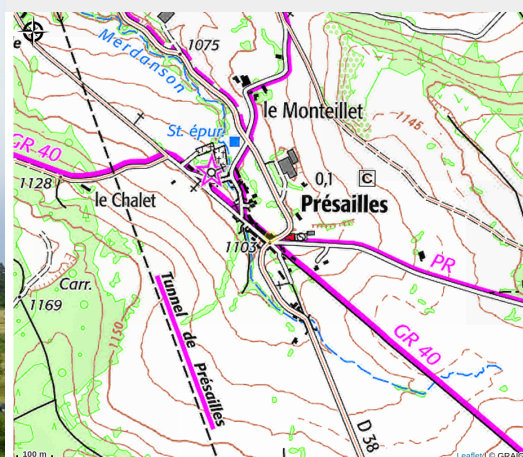 1075
Merdanson
e
le Monteillet
1145
St. épur.
GR 40
0,1
C
1128
le Chalet
Présailles
1103
PR
Carr.
1169
1150
Tunnel de Présailles
GR 40
D 38
100 m
Leaflet | © GRAIG